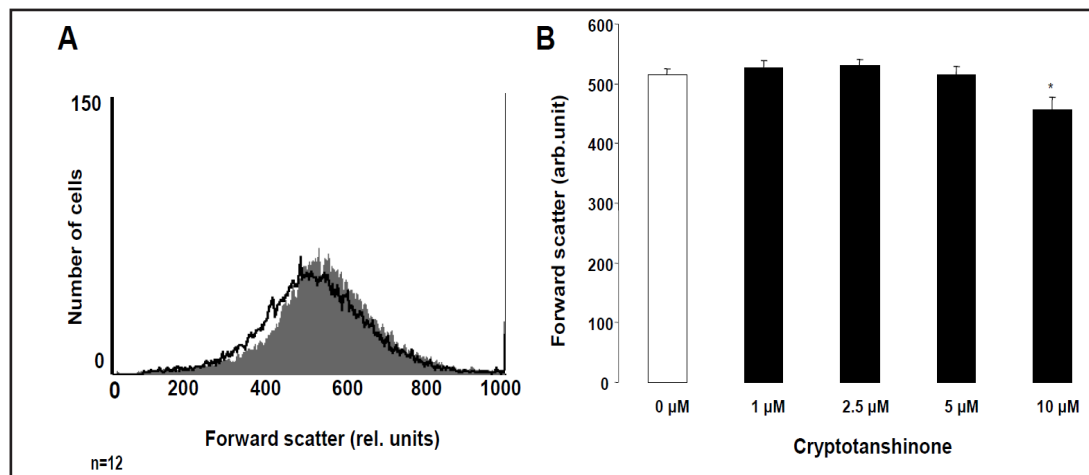 A
150
Number of cells
0
0 200 400 600 800 1000
Forward scatter (rel. units)
n=12
B
600
500
400
300
200
100
0
Forward scatter (arb.unit)
*
0 µM 1 µM 2.5 µM 5 µM 10 µM
Cryptotanshinone